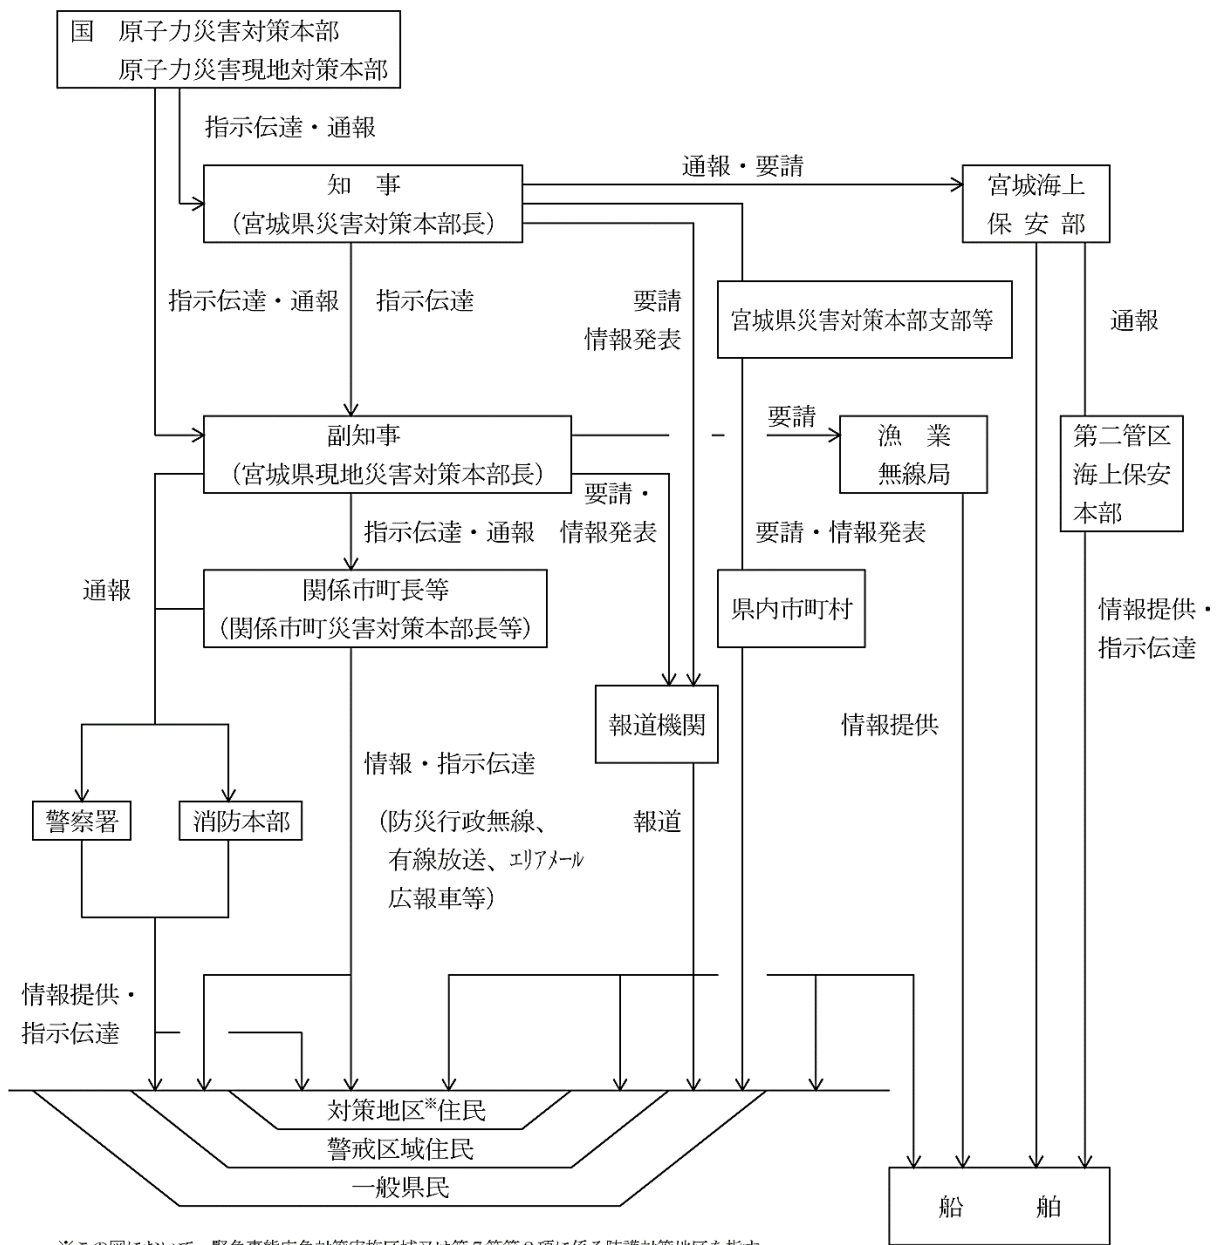 国　原子力災害対策本部
原子力災害現地対策本部
指示伝達・通報
通報・要請
知　事
（宮城県災害対策本部長）
宮城海上
保 安 部
指示伝達・通報
指示伝達
要請
情報発表
宮城県災害対策本部支部等
通報
副知事
（宮城県現地災害対策本部長）
要請
漁　業
無線局
第二管区
海上保安
本部
要請・
情報発表
指示伝達・通報
要請・情報発表
通報
関係市町長等
（関係市町災害対策本部長等）
県内市町村
情報提供・
指示伝達
報道機関
情報提供
情報・指示伝達
（防災行政無線、
有線放送、エリアメール
広報車等）
報道
警察署
消防本部
情報提供・
指示伝達
対策地区※住民
警戒区域住民
一般県民
船　　舶